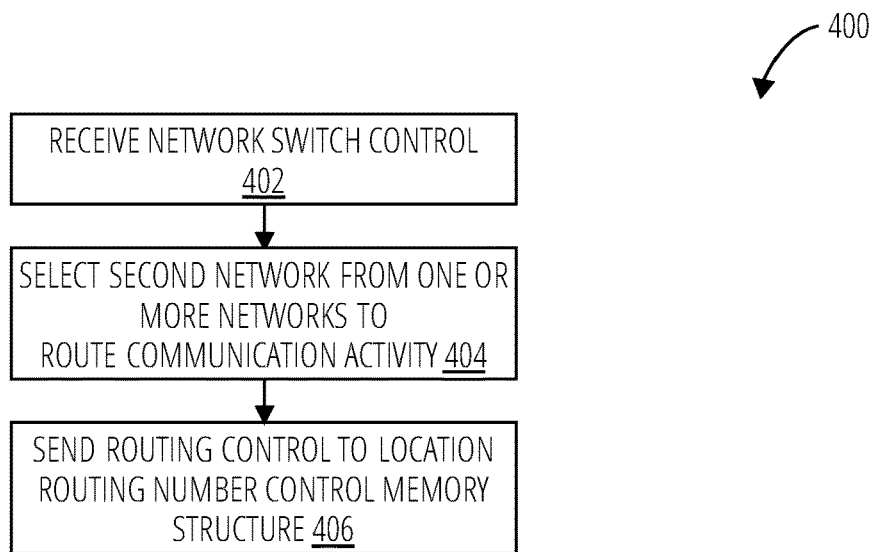 400
RECEIVE NETWORK SWITCH CONTROL
402
SELECT SECOND NETWORK FROM ONE OR
MORE NETWORKS TO
ROUTE COMMUNICATION ACTIVITY 404
SEND ROUTING CONTROL TO LOCATION
ROUTING NUMBER CONTROL MEMORY
STRUCTURE 406